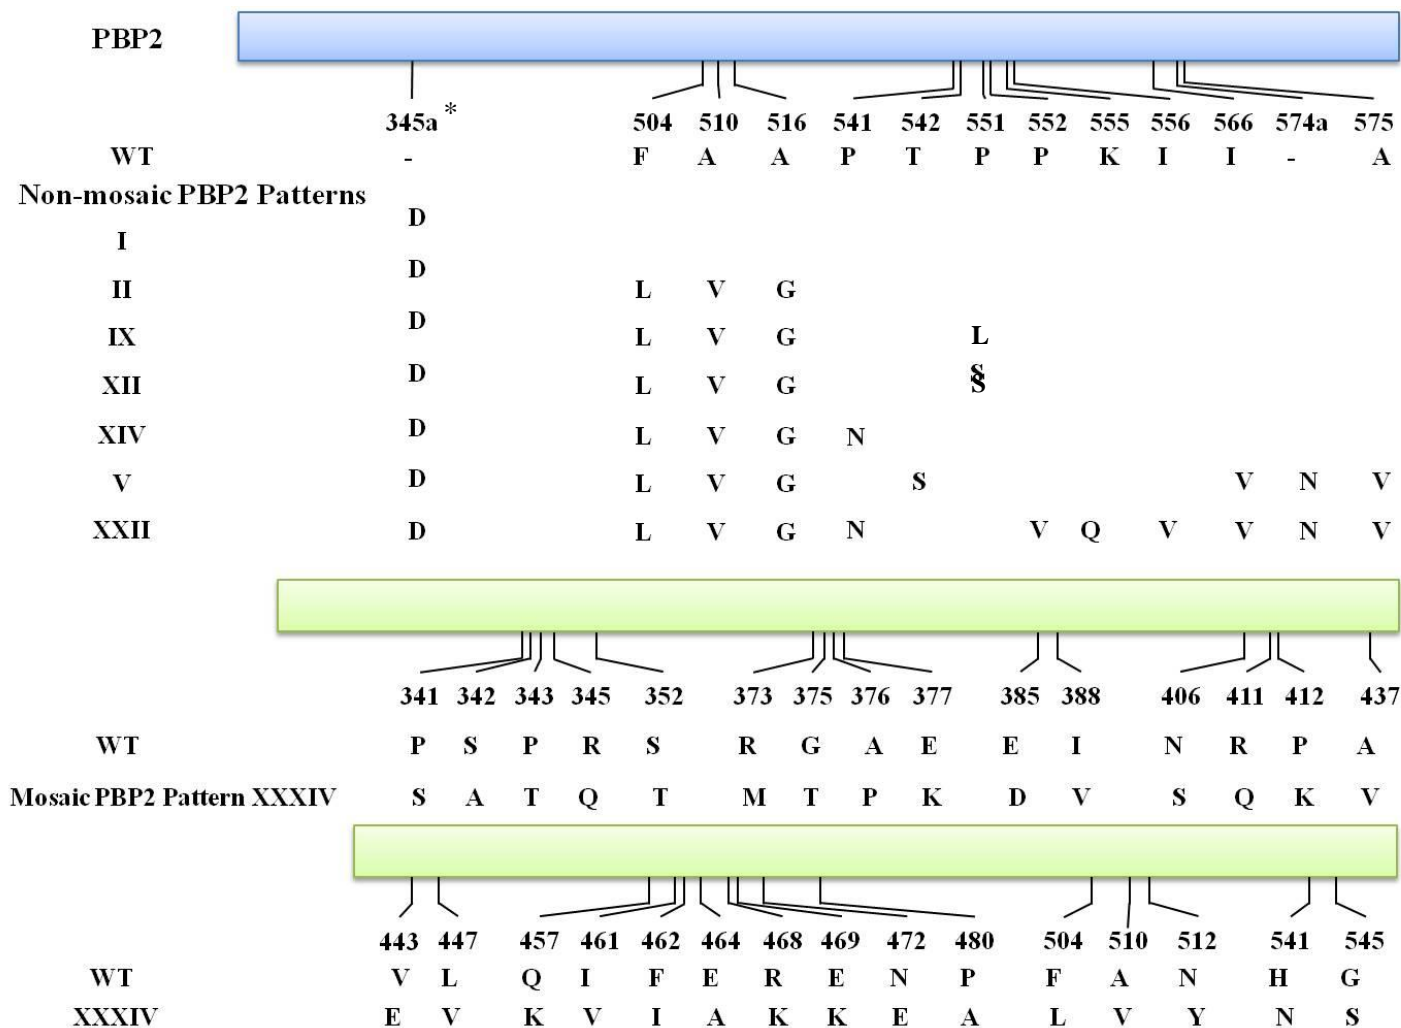 PBP2
345a * 504 510 516 541 542 551 552 555 556 566 574a 575
WT - F A A P T P P K I I - A
Non-mosaic PBP2 Patterns
D
I
D
II L V G
D
IX L V G L
D S
XII L V G S
XIV D L V G N
V D L V G S V N V
XXII D L V G N V Q V V N V
341 342 343 345 352 373 375 376 377 385 388 406 411 412 437
WT P S P R S R G A E E I N R P A
Mosaic PBP2 Pattern XXXIV S A T Q T M T P K D V S Q K V
443 447 457 461 462 464 468 469 472 480 504 510 512 541 545
WT V L Q I F E R E N P F A N H G
XXXIV E V K V I A K K E A L V Y N S